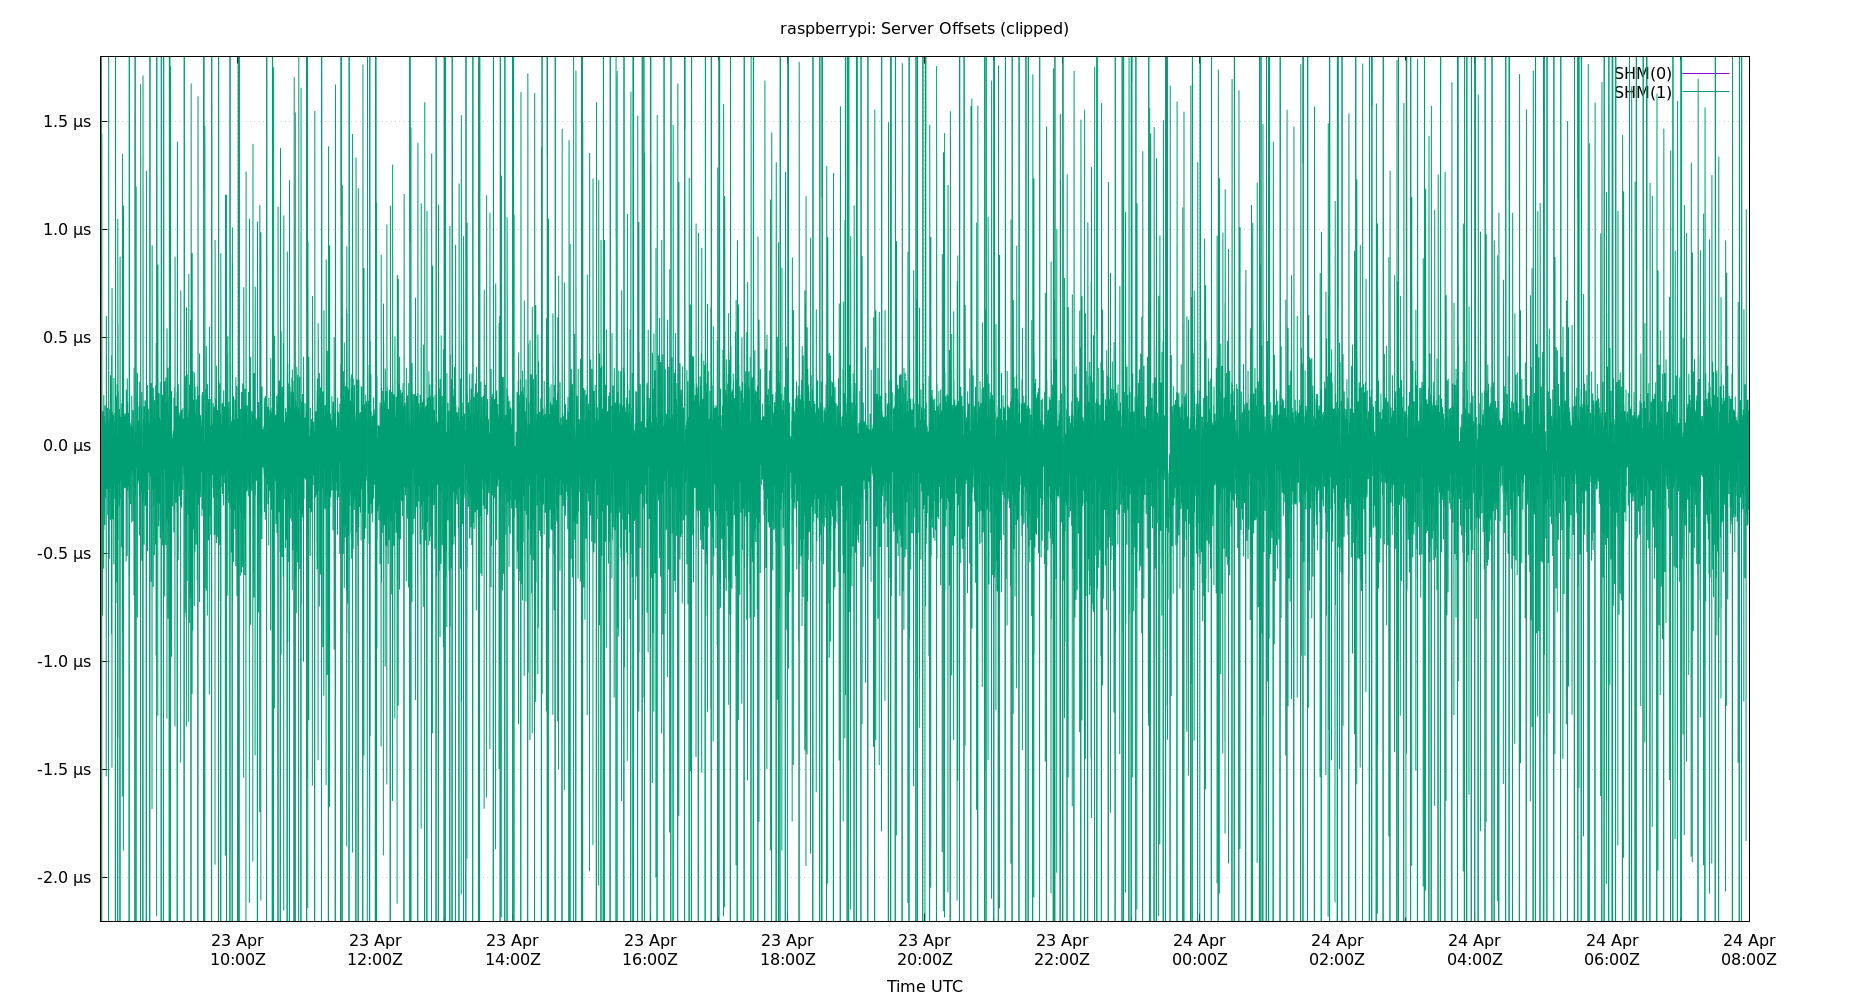 raspberrypi: Server Offsets (clipped)
SHM(0)
SHM(1)
1.5 µs
1.0 µs
0.5 µs
0.0 µs
-0.5 µs
-1.0 µs
-1.5 µs
-2.0 µs
23 Apr 23 Apr 23 Apr 23 Apr 23 Apr 23 Apr 23 Apr 24 Apr 24 Apr 24 Apr 24 Apr 24 Apr
10:00Z 12:00Z 14:00Z 16:00Z 18:00Z 20:00Z 22:00Z 00:00Z 02:00Z 04:00Z 06:00Z 08:00Z
Time UTC